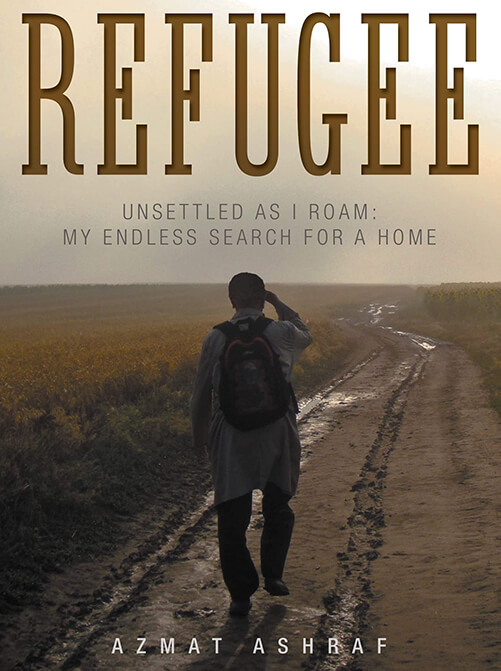 REFUGEE
UNSETTLED AS I ROAM:
MY ENDLESS SEARCH FOR A HOME
AZMAT ASHRAF